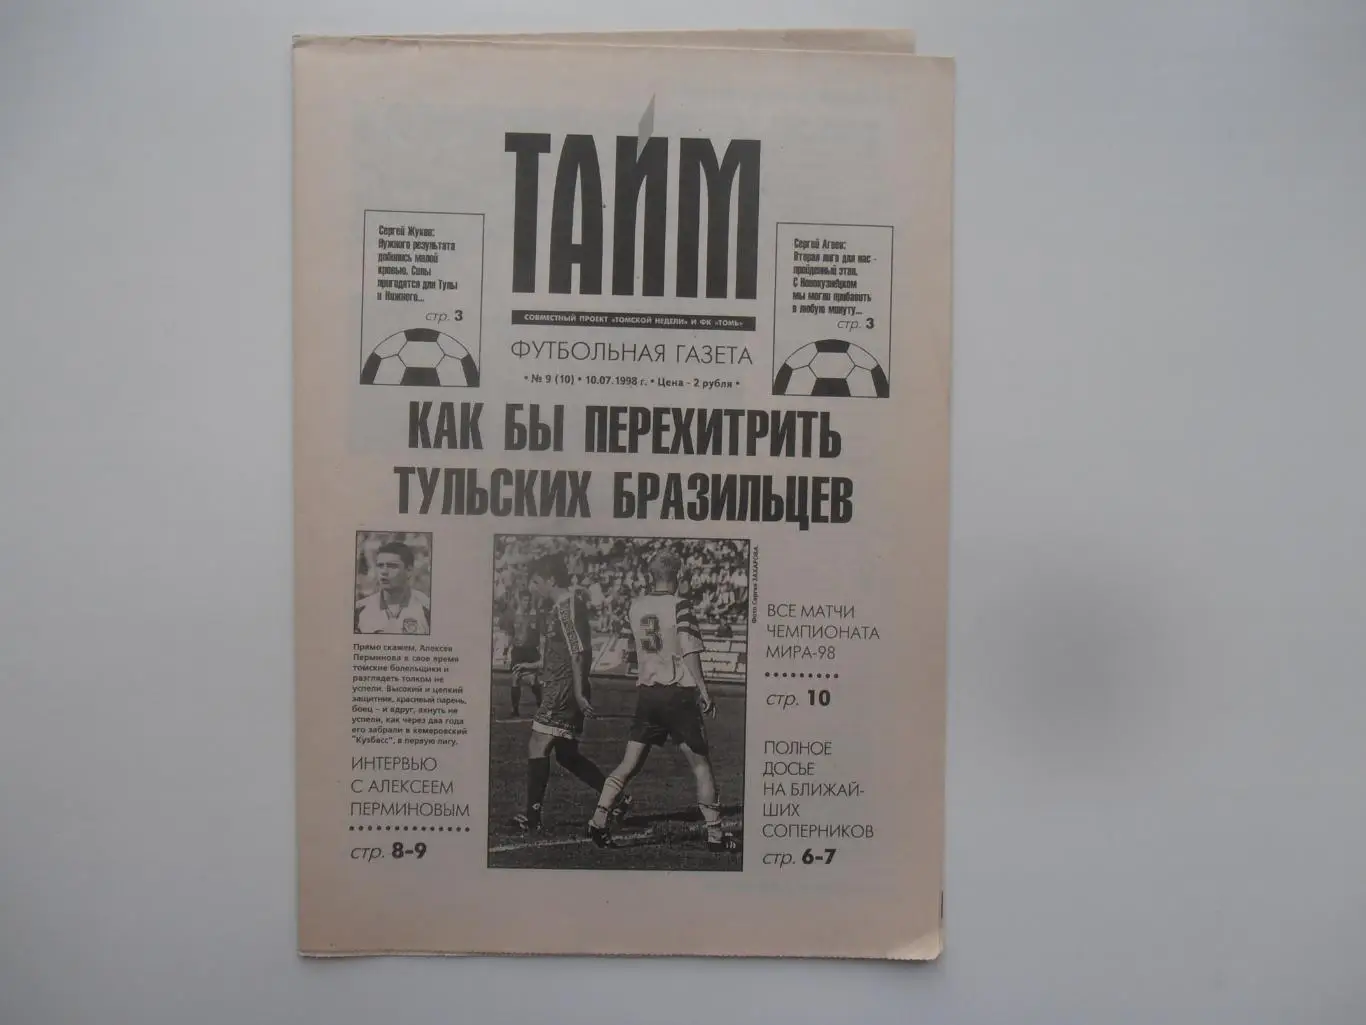 ТАЙМ
СОВМЕСТНЫЙ ПРОЕКТ «ТОМСКОЙ НЕДЕЛИ» И ФК «ТОМЬ»
ФУТБОЛЬНАЯ ГАЗЕТА
• № 9 (10) • 10.07.1998 г. • Цена - 2 рубля •
Сергей Жуков:
Нужного результата
добились малой
кровью. Силы
пригодятся для Тулы
и Нижнего...
стр. 3
Сергей Агеев:
Вторая лига для нас -
пройденный этап.
С Новокузнецком
мы могли прибавить
в любую минуту...
стр. 3
КАК БЫ ПЕРЕХИТРИТЬ
ТУЛЬСКИХ БРАЗИЛЬЦЕВ
Прямо скажем, Алексея
Перминова в свое время
томские болельщики и
разглядеть толком не
успели. Высокий и цепкий
защитник, красивый парень,
боец – и вдруг, ахнуть не
успели, как через два года
его забрали в кемеровский
"Кузбасс", в первую лигу.
ИНТЕРВЬЮ
С АЛЕКСЕЕМ
ПЕРМИНОВЫМ
стр. 8-9
3
Фото Сергея ЗАХАРОВА
ВСЕ МАТЧИ
ЧЕМПИОНАТА
МИРА-98
стр. 10
ПОЛНОЕ
ДОСЬЕ
НА БЛИЖАЙ-
ШИХ
СОПЕРНИКОВ
стр. 6-7